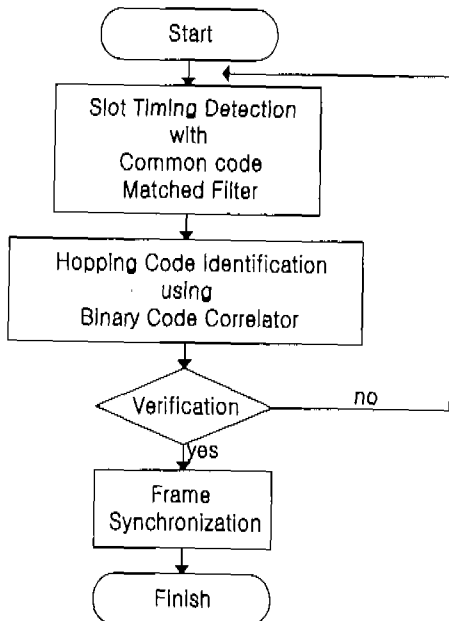 Start
Slot Timing Detection
with
Common code
Matched Filter
Hopping Code Identification
using
Binary Code Correlator
Verification
no
yes
Frame
Synchronization
Finish